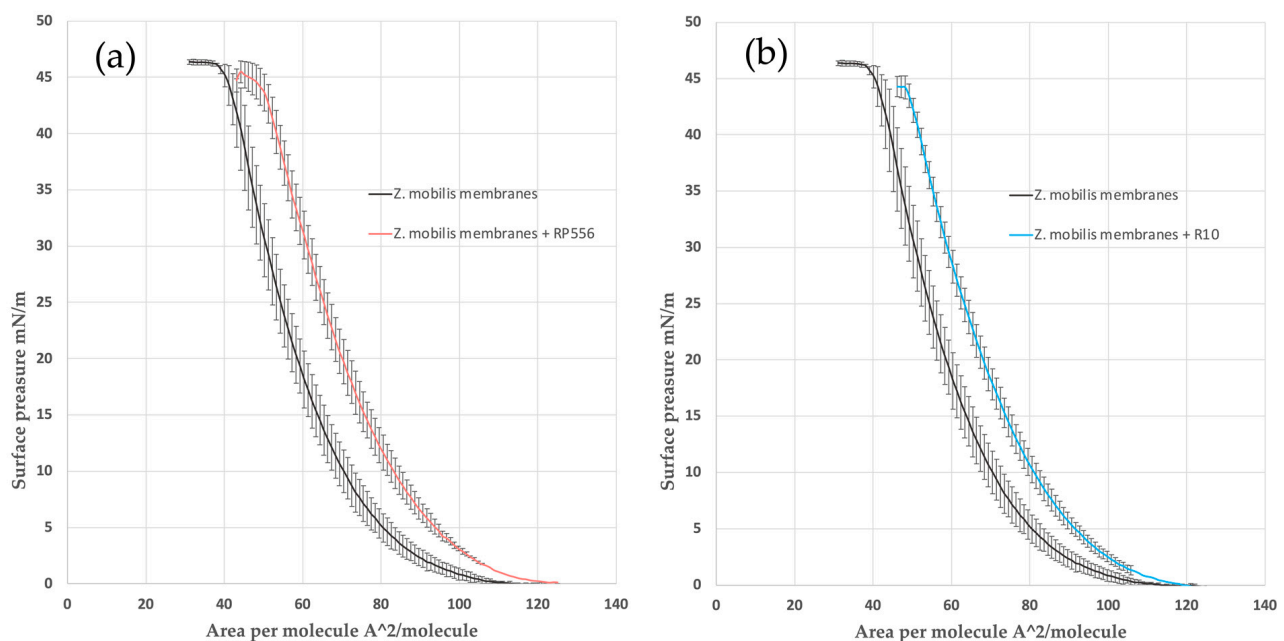 (a)
50
45
40
35
30
25
20
15
10
5
0
Surface preasure mN/m
Z. mobilis membranes
Z. mobilis membranes + RP556
0 20 40 60 80 100 120 140
Area per molecule A^2/molecule
(b)
50
45
40
35
30
25
20
15
10
5
0
Surface preasure mN/m
Z. mobilis membranes
Z. mobilis membranes + R10
0 20 40 60 80 100 120 140
Area per molecule A^2/molecule